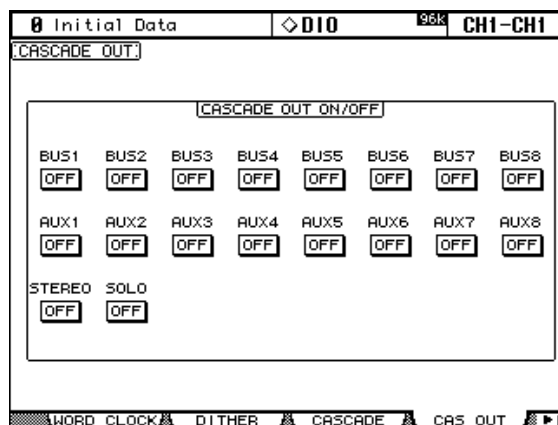 0 Initial Data ◇DIO 96K CH1-CH1
CASCADE OUT
CASCADE OUT ON/OFF
BUS1 BUS2 BUS3 BUS4 BUS5 BUS6 BUS7 BUS8
OFF OFF OFF OFF OFF OFF OFF OFF
AUX1 AUX2 AUX3 AUX4 AUX5 AUX6 AUX7 AUX8
OFF OFF OFF OFF OFF OFF OFF OFF
STEREO SOLO
OFF OFF
WORD CLOCK DITHER CASCADE CAS OUT